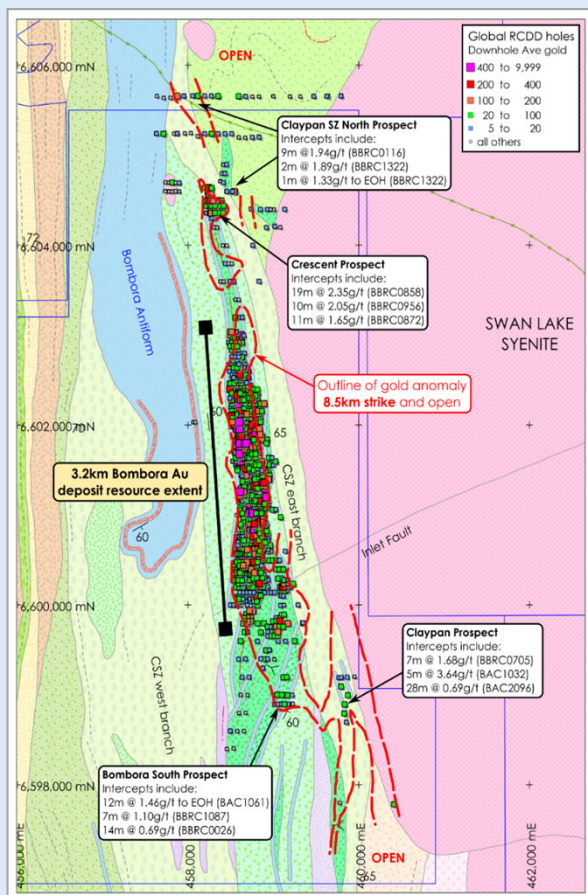 Global RCDD holes
Downhole Ave gold
400 to 9,999
200 to 400
100 to 200
20 to 100
5 to 20
all others
6,606,000 mN
OPEN
Claypan SZ North Prospect
Intercepts include:
9m @ 1.94g/t (BBRC0116)
2m @ 1.89g/t (BBRC1322)
1m @ 1.33g/t to EOH (BBRC1322)
72
6,604,000 mN
Bombora Antiform
Crescent Prospect
Intercepts include:
19m @ 2.35g/t (BBRC0858)
10m @ 2.05g/t (BBRC0956)
11m @ 1.65g/t (BBRC0872)
SWAN LAKE
SYENITE
Outline of gold anomaly
8.5km strike and open
60
65
6,602,000 mN
70
3.2km Bombora Au
deposit resource extent
CSZ east branch
60
Inlet Fault
6,600,000 mN
Claypan Prospect
Intercepts include:
7m @ 1.68g/t (BBRC0705)
5m @ 3.64g/t (BAC1032)
28m @ 0.69g/t (BAC2096)
CSZ west branch
60
Bombora South Prospect
Intercepts include:
12m @ 1.46g/t to EOH (BAC1061)
7m @ 1.10g/t (BBRC1087)
14m @ 0.69g/t (BBRC0026)
6,598,000 mN
OPEN
456,000 mE
458,000 mE
460,000 mE
65
462,000 mE